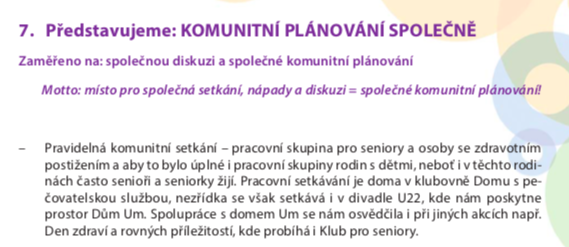 7. Představujeme: KOMUNITNÍ PLÁNOVÁNÍ SPOLEČNĚ
Zaměřeno na: společnou diskuzi a společné komunitní plánování
Motto: místo pro společná setkání, nápady a diskuzi = společné komunitní plánování!
– Pravidelná komunitní setkání – pracovní skupina pro seniory a osoby se zdravotním
postižením a aby to bylo úplné i pracovní skupiny rodin s dětmi, neboť i v těchto rodi-
nách často senioři a seniorky žijí. Pracovní setkávání je doma v klubovně Domu s pe-
čovatelskou službou, nezřídka se však setkává i v divadle U22, kde nám poskytne
prostor Dům Um. Spolupráce s domem Um se nám osvědčila i při jiných akcích např.
Den zdraví a rovných příležitostí, kde probíhá i Klub pro seniory.